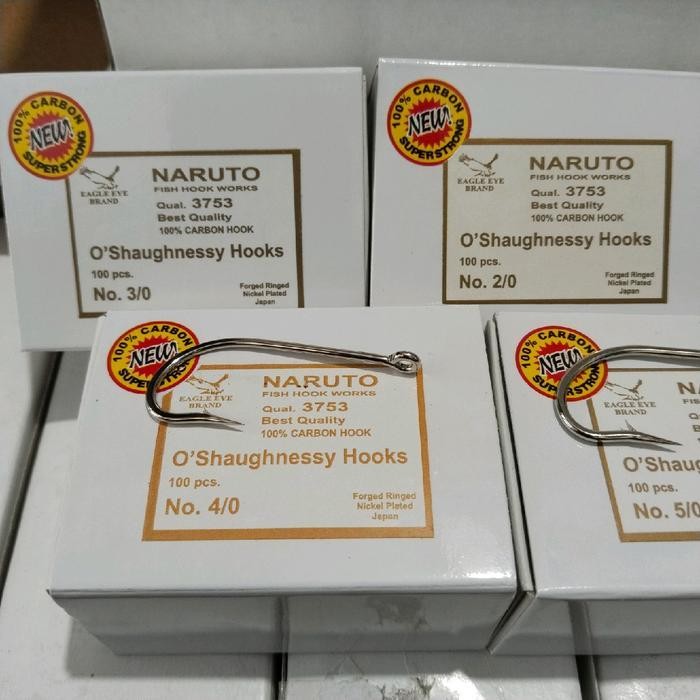 100% CARBON
NEW!
SUPERSTRONG
EAGLE EYE
BRAND
NARUTO
FISH HOOK WORKS
Qual. 3753
Best Quality
100% CARBON HOOK
O'Shaughnessy Hooks
100 pcs.
No. 3/0
Forged Ringed
Nickel Plated
Japan
100% CARBON
NEW!
SUPERSTRONG
EAGLE EYE
BRAND
NARUTO
FISH HOOK WORKS
Qual. 3753
Best Quality
100% CARBON HOOK
O'Shaughnessy Hooks
100 pcs.
No. 2/0
Forged Ringed
Nickel Plated
Japan
100% CARBON
NEW!
EAGLE EYE
BRAND
NARUTO
FISH HOOK WORKS
Qual. 3753
Best Quality
100% CARBON HOOK
O'Shaughnessy Hooks
100 pcs.
No. 4/0
Forged Ringed
Nickel Plated
Japan
100% CARBON
NEW!
EAGLE EYE
BRAND
100 pcs.
No. 5/0